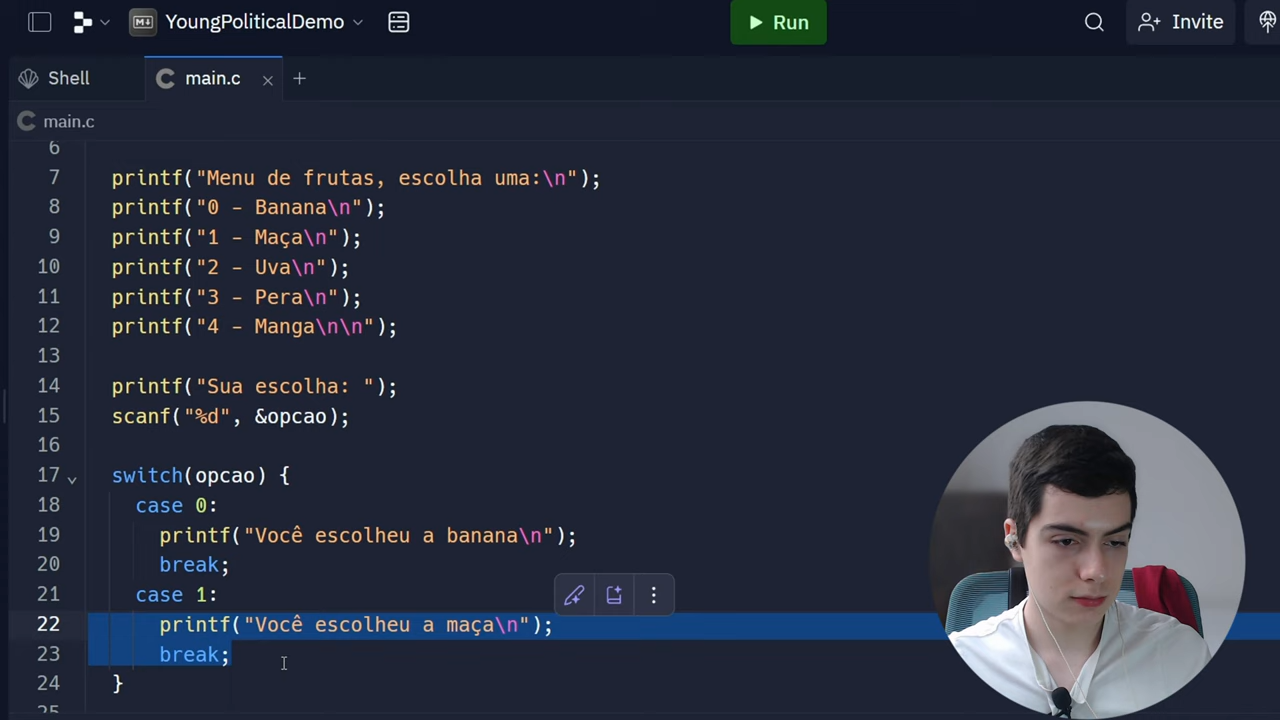 YoungPoliticalDemo
Run
Invite
Shell
main.c
main.c
6
7 printf("Menu de frutas, escolha uma:\n");
8 printf("0 - Banana\n");
9 printf("1 - Maça\n");
10 printf("2 - Uva\n");
11 printf("3 - Pera\n");
12 printf("4 - Manga\n\n");
13
14 printf("Sua escolha: ");
15 scanf("%d", &opcao);
16
17 switch(opcao) {
18 case 0:
19 printf("Você escolheu a banana\n");
20 break;
21 case 1:
22 printf("Você escolheu a maça\n");
23 break;
24 }
25